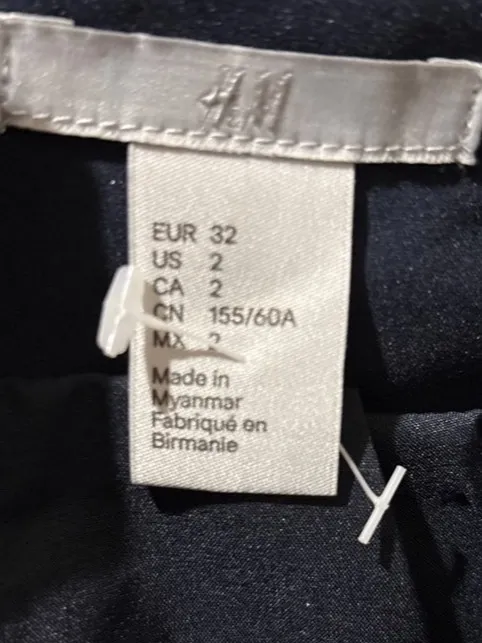 H&M
EUR 32
US 2
CA 2
CN 155/60A
MX 2
Made in
Myanmar
Fabriqué en
Birmanie